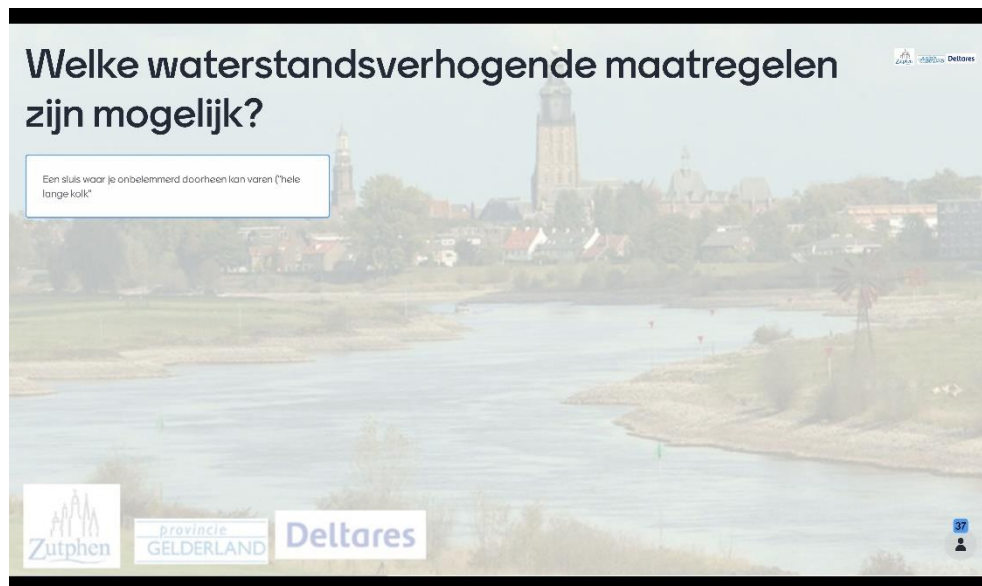 Welke waterstandsverhogende maatregelen
zijn mogelijk?
Deltares
Een sluis waar je onbelemmerd doorheen kan varen ("hele
lange kolk"
Zutphen
provincie
GELDERLAND
Deltares
37